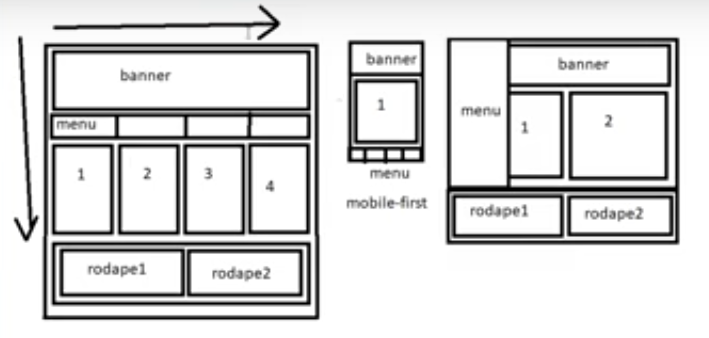 banner
menu
1 2 3 4
rodape1 rodape2
banner
1
menu
mobile-first
banner
menu
1 2
rodape1 rodape2